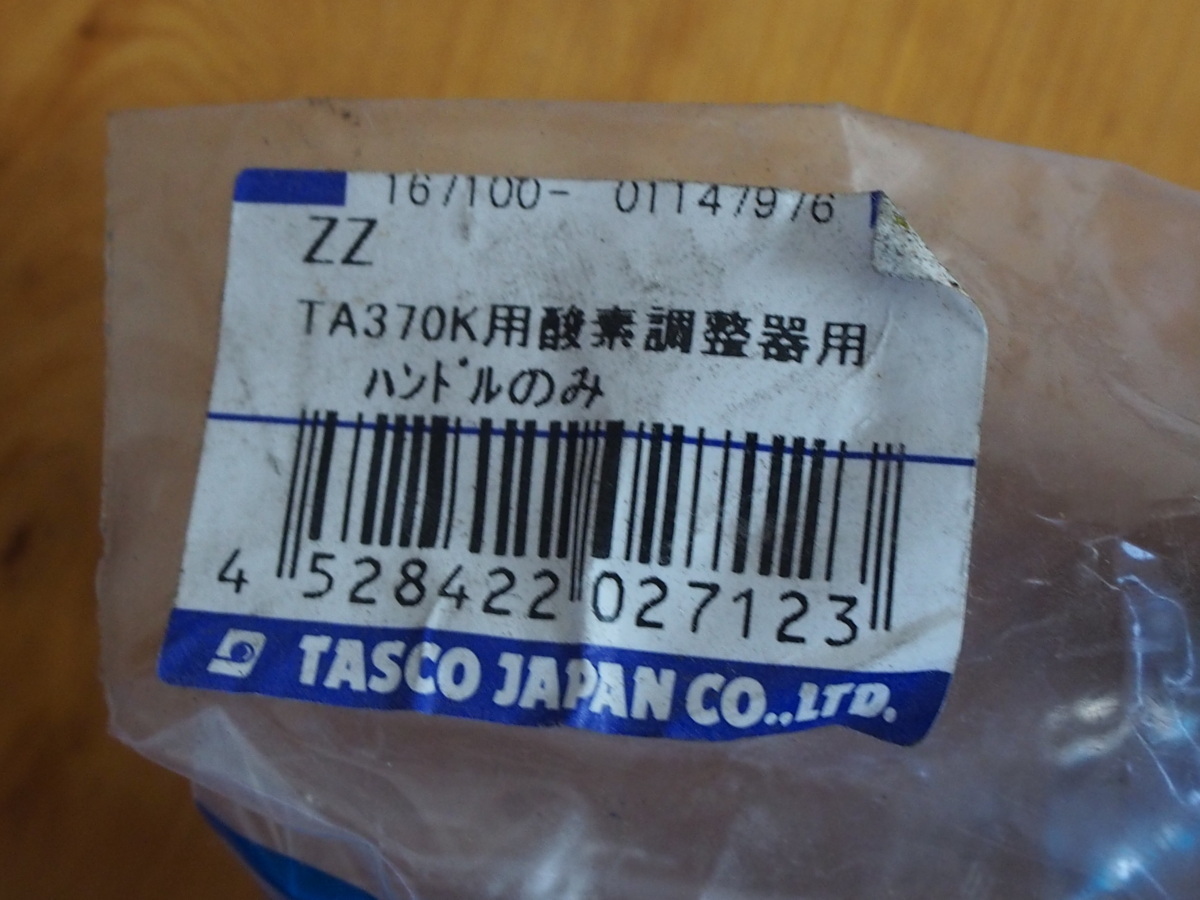 167100- 01147976
ZZ
TA370K用酸素調整器用
ﾊﾝﾄﾞﾙのみ
4 528422 027123
TASCO JAPAN CO.,LTD.